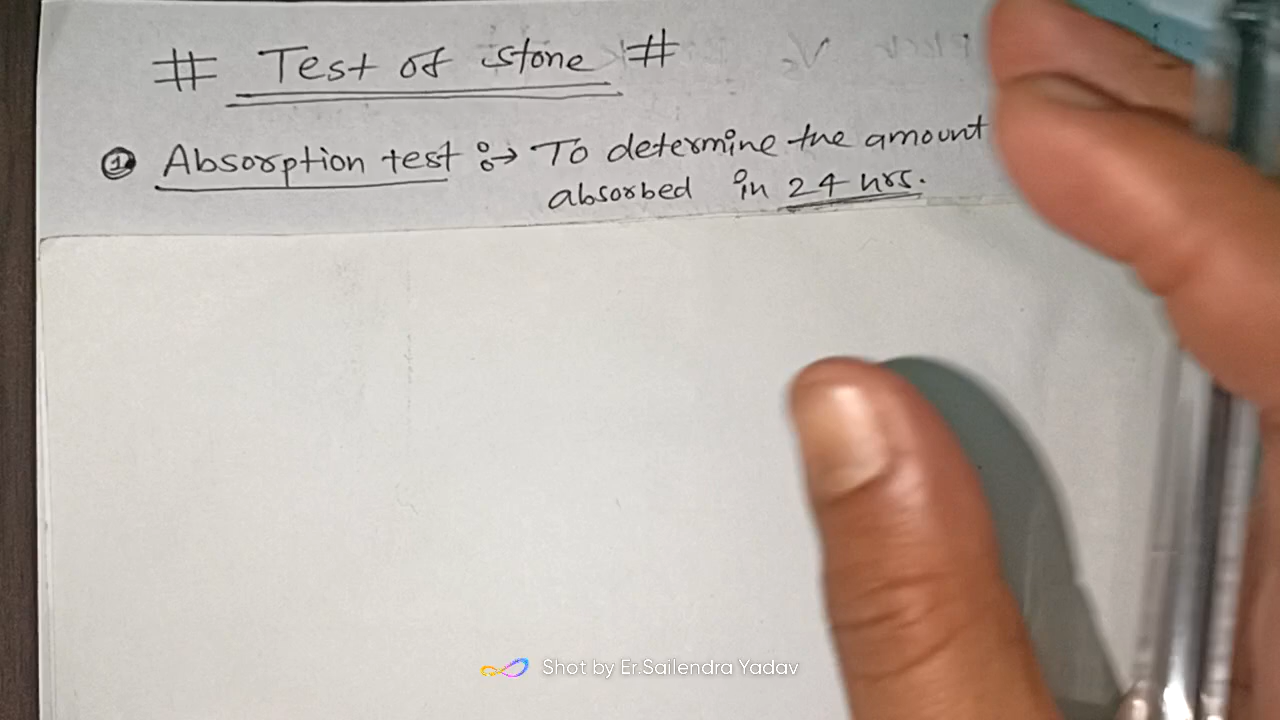 # Test of stone #
① Absorption test :→ To determine the amount
absorbed in 24 hrs.
Shot by Er.Sailendra Yadav